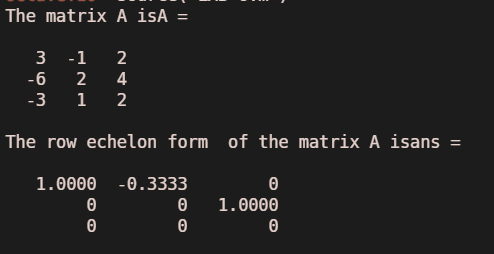 The matrix A isA =
3 -1 2
-6 2 4
-3 1 2
The row echelon form  of the matrix A isans =
1.0000 -0.3333 0
0 0 1.0000
0 0 0